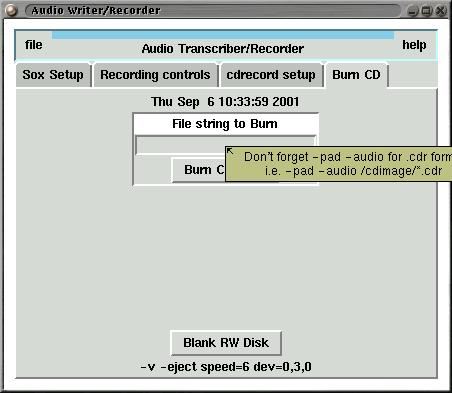 Audio Writer/Recorder
file
Audio Transcriber/Recorder
help
Sox Setup
Recording controls
cdrecord setup
Burn CD
Thu Sep 6 10:33:59 2001
File string to Burn
Don't forget -pad -audio for .cdr form
i.e. -pad -audio /cdimage/*.cdr
Burn C
Blank RW Disk
-v -eject speed=6 dev=0,3,0